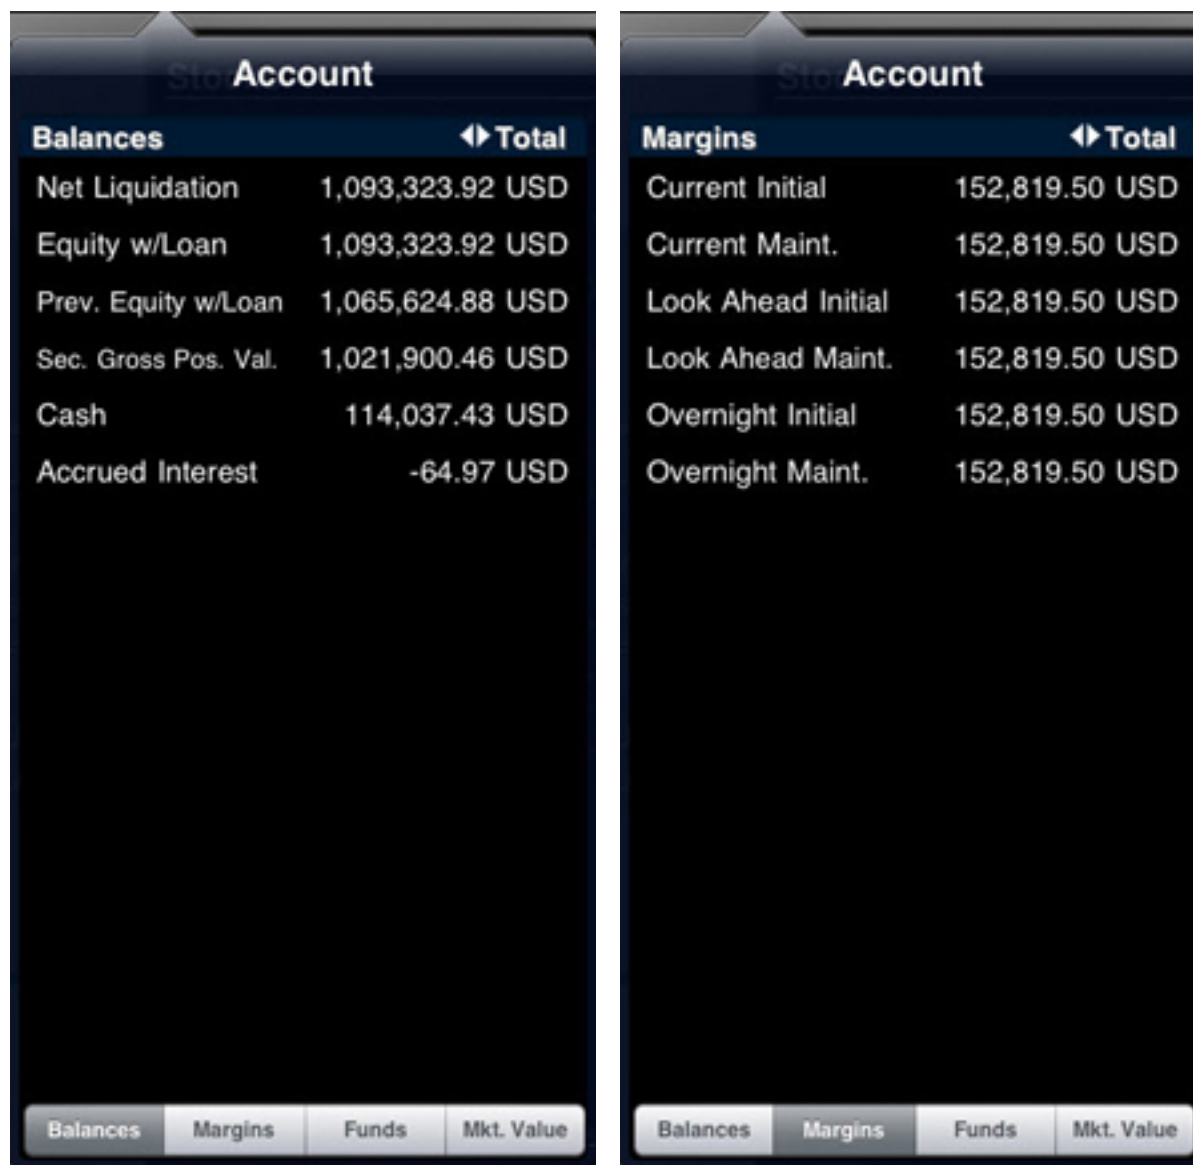 Account
Balances Total
Net Liquidation 1,093,323.92 USD
Equity w/Loan 1,093,323.92 USD
Prev. Equity w/Loan 1,065,624.88 USD
Sec. Gross Pos. Val. 1,021,900.46 USD
Cash 114,037.43 USD
Accrued Interest -64.97 USD
Balances Margins Funds Mkt. Value
Account
Margins Total
Current Initial 152,819.50 USD
Current Maint. 152,819.50 USD
Look Ahead Initial 152,819.50 USD
Look Ahead Maint. 152,819.50 USD
Overnight Initial 152,819.50 USD
Overnight Maint. 152,819.50 USD
Balances Margins Funds Mkt. Value